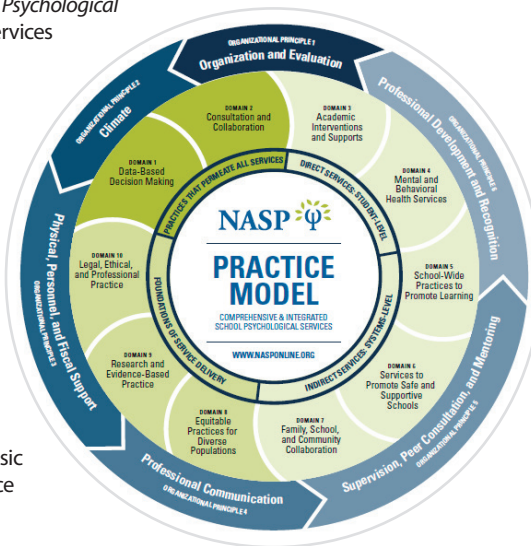 Psychological
ervices
ORGANIZATIONAL PRINCIPLE 1
Organization and Evaluation
ORGANIZATIONAL PRINCIPLE 2
Climate
Professional Development and Recognition
ORGANIZATIONAL PRINCIPLE 6
DOMAIN 2
Consultation and
Collaboration
DOMAIN 3
Academic
Interventions
and Supports
DOMAIN 1
Data-Based
Decision Making
DOMAIN 4
Mental and
Behavioral
Health Services
PRACTICES THAT PERMEATE ALL SERVICES
DIRECT SERVICES: STUDENT-LEVEL
NASP
PRACTICE
MODEL
COMPREHENSIVE & INTEGRATED
SCHOOL PSYCHOLOGICAL SERVICES
WWW.NASPONLINE.ORG
DOMAIN 10
Legal, Ethical,
and Professional
Practice
DOMAIN 5
School-Wide
Practices to
Promote Learning
FOUNDATIONS OF SERVICE DELIVERY
INDIRECT SERVICES: SYSTEMS-LEVEL
Physical, Personnel, and Fiscal Support
ORGANIZATIONAL PRINCIPLE 3
DOMAIN 9
Research and
Evidence-Based
Practice
DOMAIN 6
Services to
Promote Safe and
Supportive
Schools
DOMAIN 8
Equitable
Practices for
Diverse
Populations
DOMAIN 7
Family, School,
and Community
Collaboration
Supervision, Peer Consultation, and Mentoring
ORGANIZATIONAL PRINCIPLE 5
Professional Communication
ORGANIZATIONAL PRINCIPLE 4
sic
ce